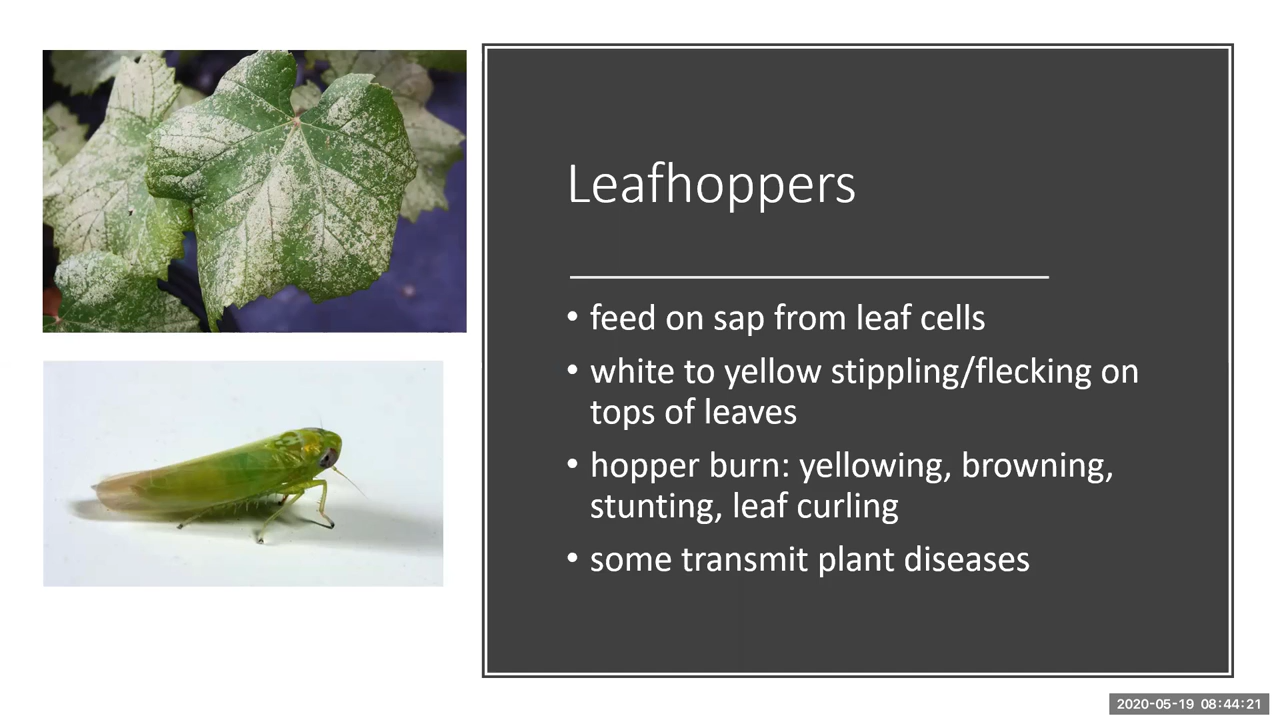 Leafhoppers
• feed on sap from leaf cells
• white to yellow stippling/flecking on
tops of leaves
• hopper burn: yellowing, browning,
stunting, leaf curling
• some transmit plant diseases
2020-05-19 08:44:21